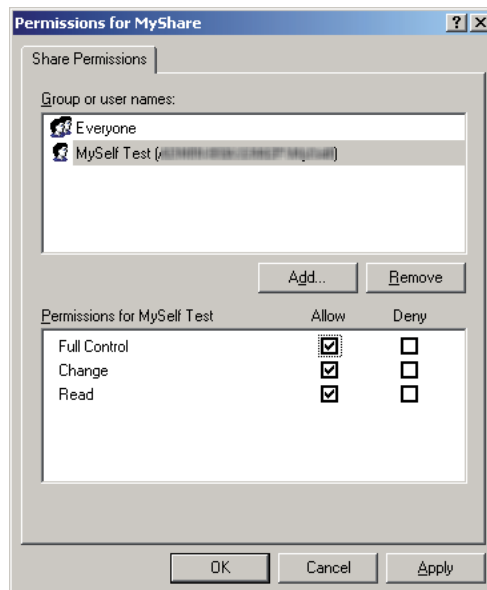 Permissions for MyShare
Share Permissions
Group or user names:
Everyone
MySelf Test (
Add... Remove
Permissions for MySelf Test Allow Deny
Full Control
Change
Read
OK Cancel Apply